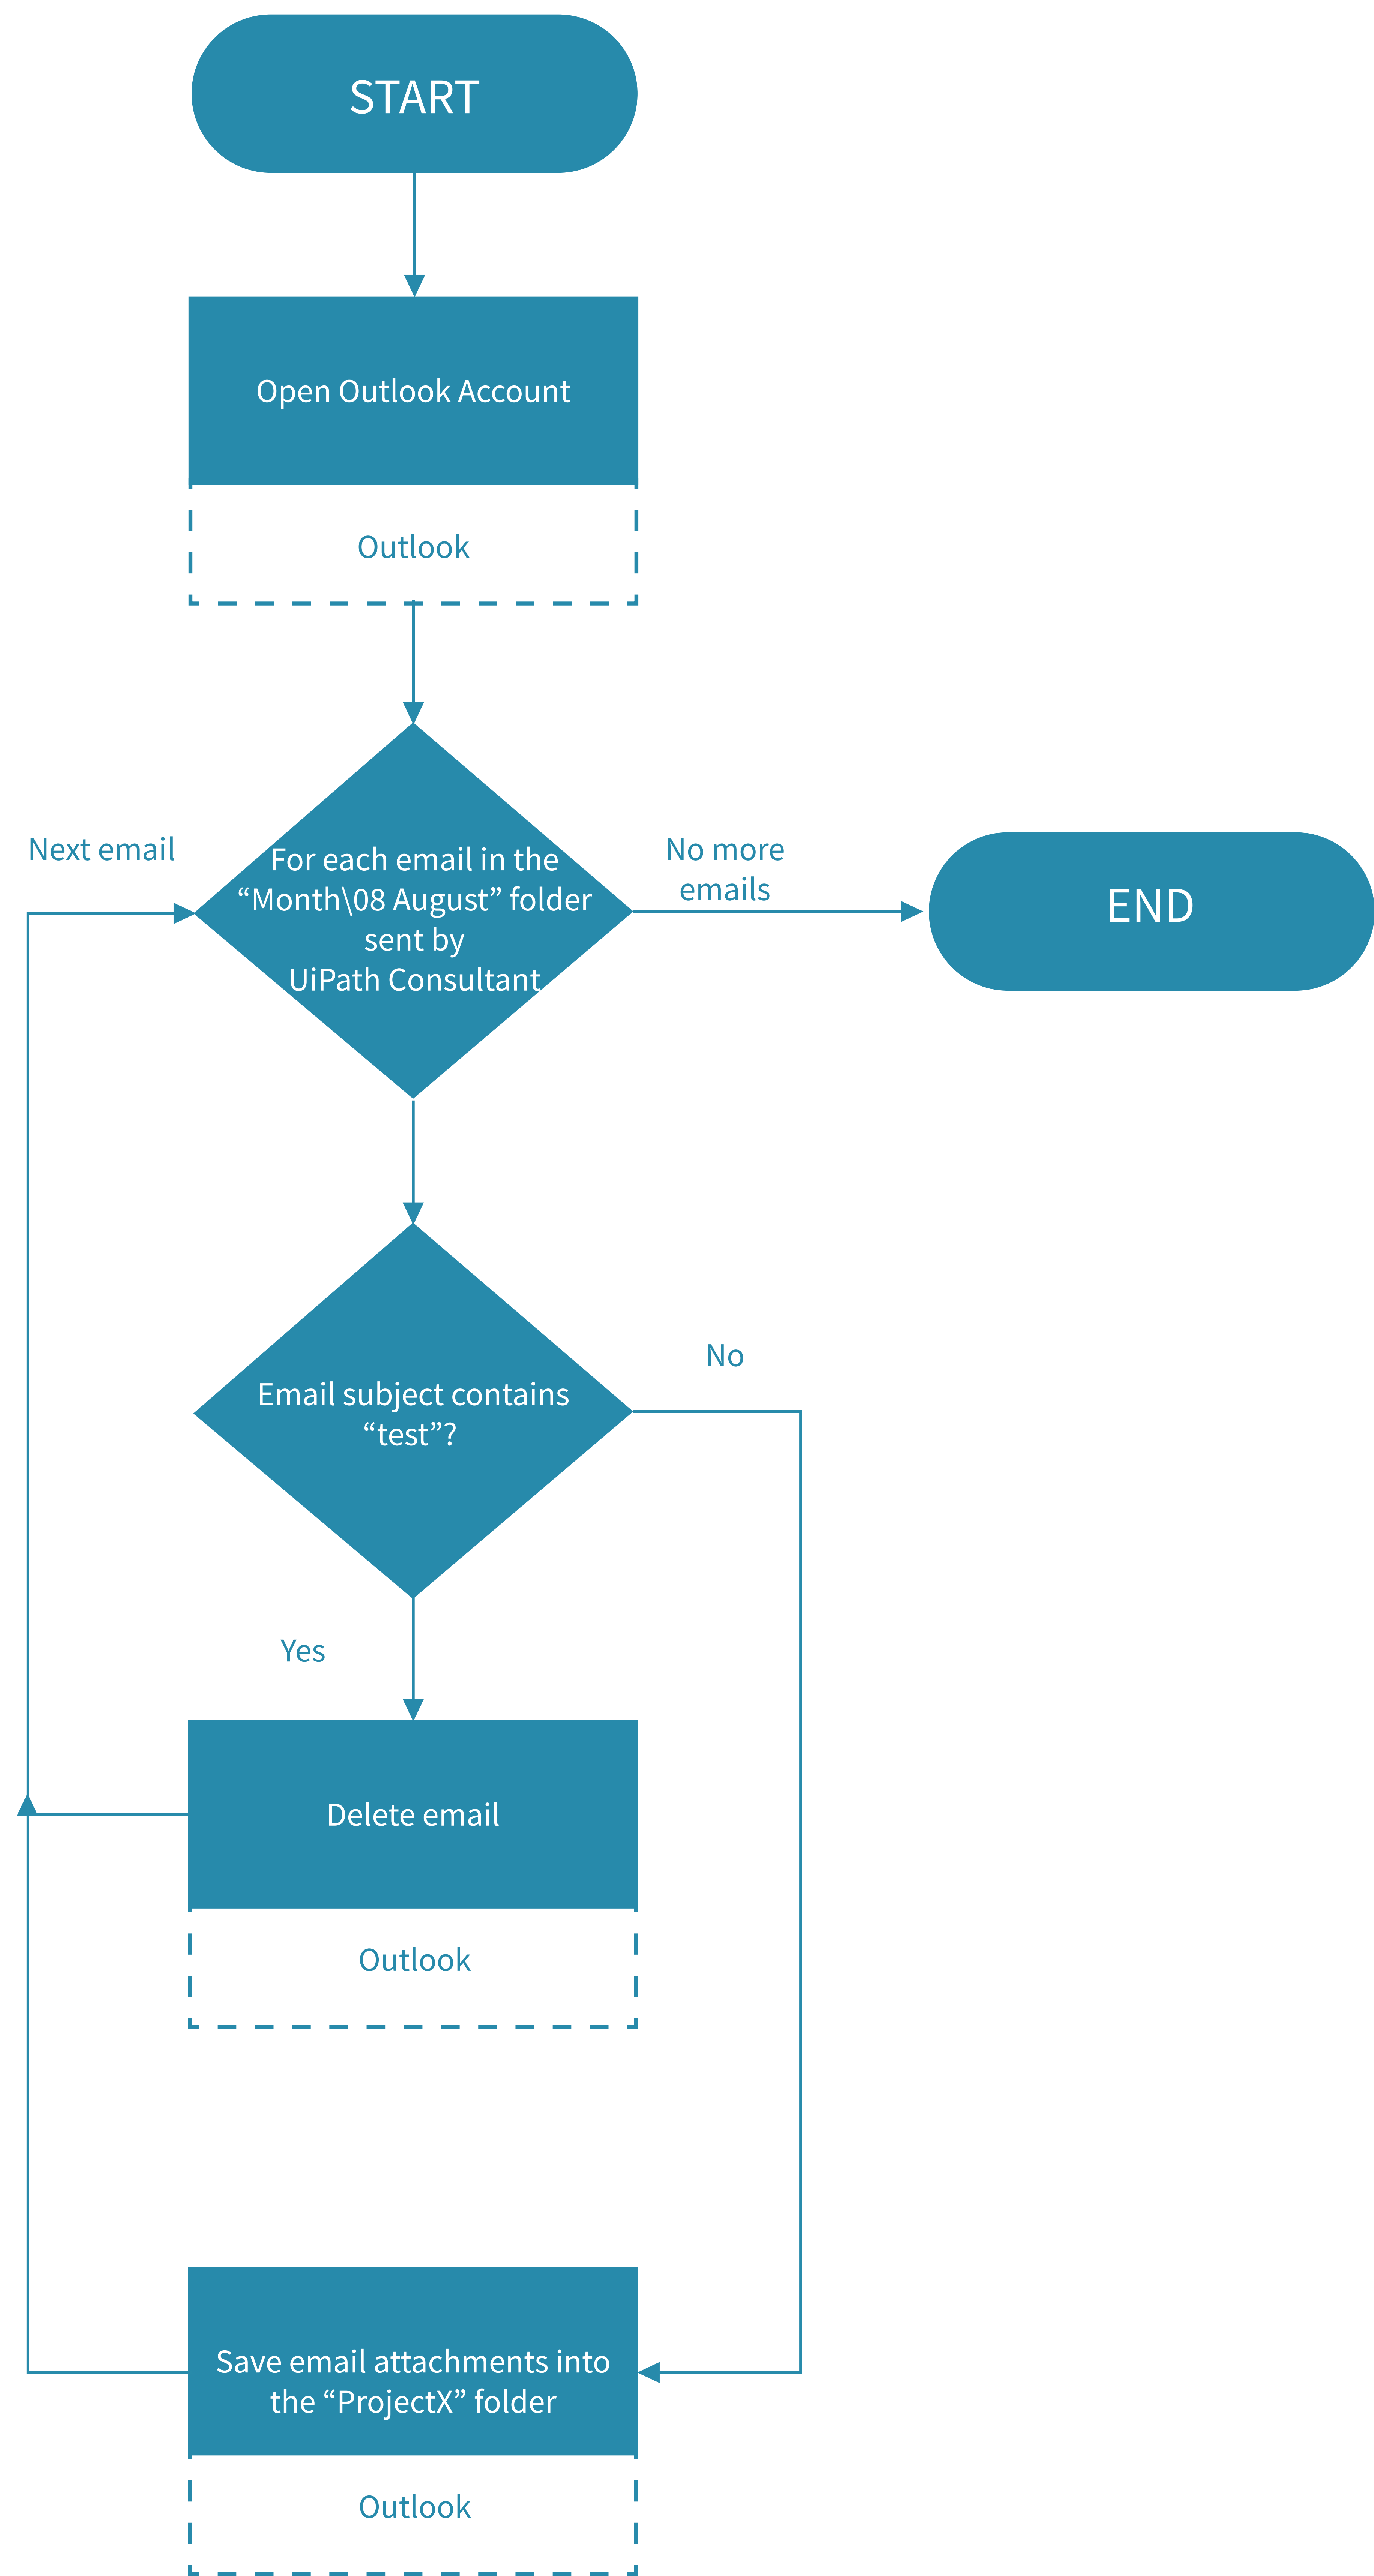 START
Open Outlook Account
Outlook
Next email
For each email in the
“Month\08 August” folder
sent by
UiPath Consultant
No more
emails
END
Email subject contains
“test”?
No
Yes
Delete email
Outlook
Save email attachments into
the “ProjectX” folder
Outlook